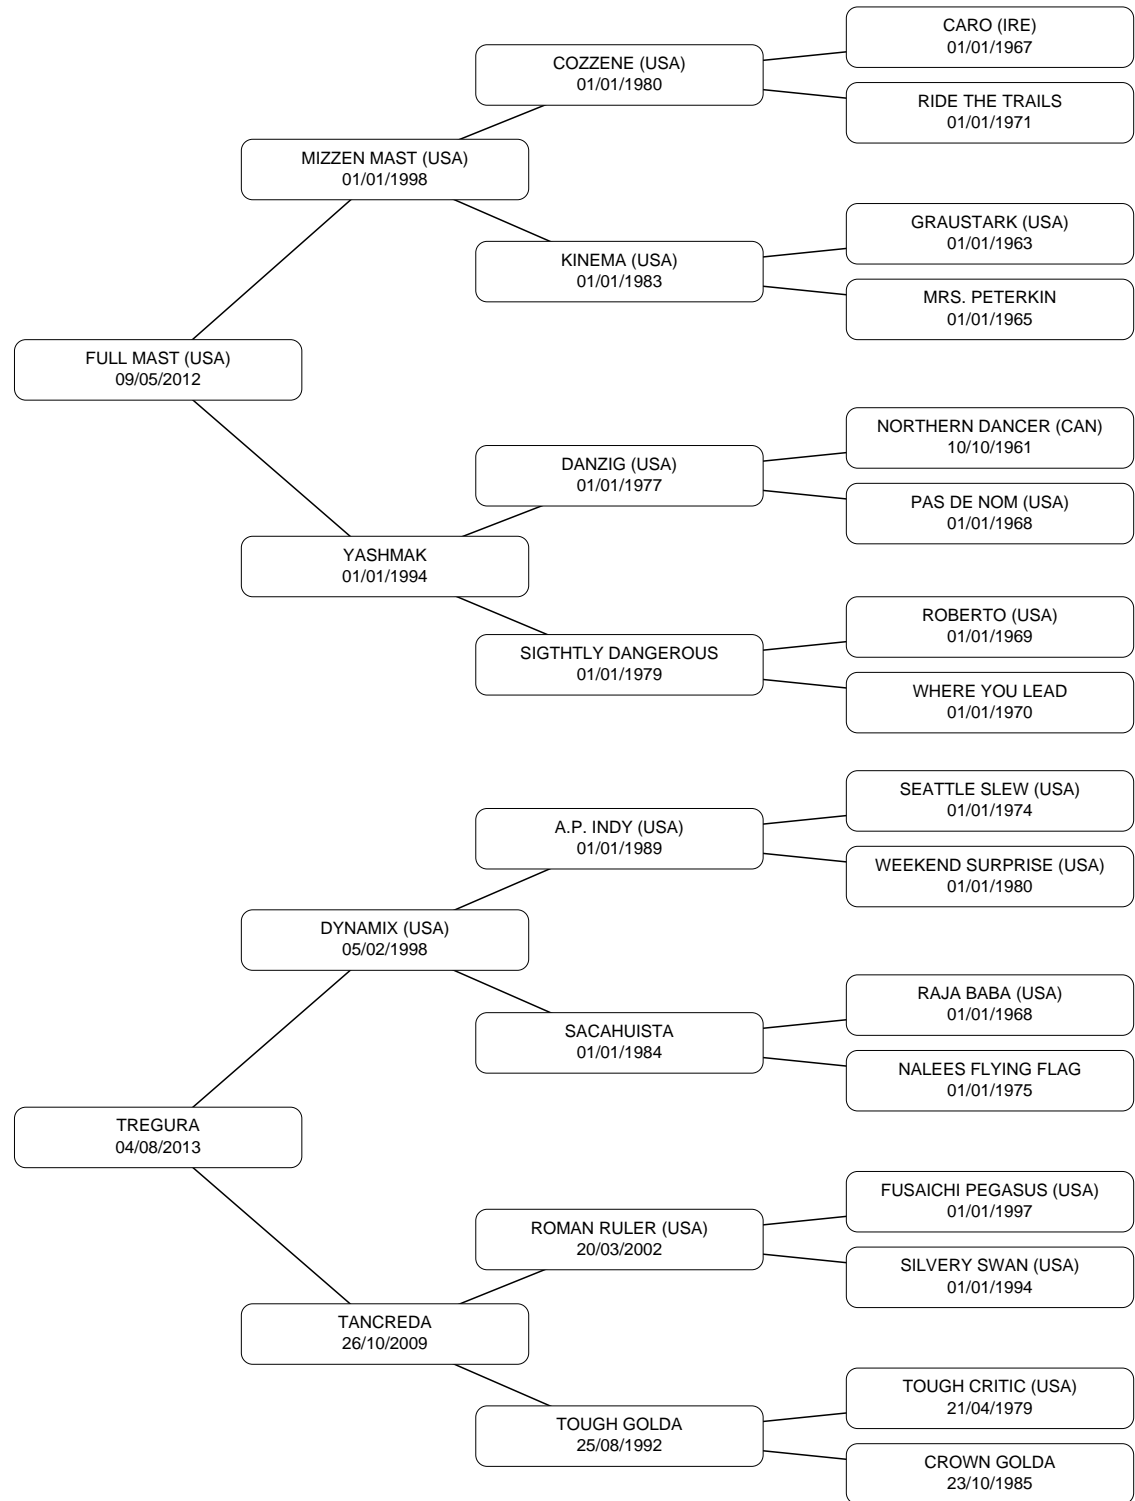 CARO (IRE)
01/01/1967
COZZENE (USA)
01/01/1980
RIDE THE TRAILS
01/01/1971
MIZZEN MAST (USA)
01/01/1998
GRAUSTARK (USA)
01/01/1963
KINEMA (USA)
01/01/1983
MRS. PETERKIN
01/01/1965
FULL MAST (USA)
09/05/2012
NORTHERN DANCER (CAN)
10/10/1961
DANZIG (USA)
01/01/1977
PAS DE NOM (USA)
01/01/1968
YASHMAK
01/01/1994
ROBERTO (USA)
01/01/1969
SIGTHTLY DANGEROUS
01/01/1979
WHERE YOU LEAD
01/01/1970
SEATTLE SLEW (USA)
01/01/1974
A.P. INDY (USA)
01/01/1989
WEEKEND SURPRISE (USA)
01/01/1980
DYNAMIX (USA)
05/02/1998
RAJA BABA (USA)
01/01/1968
SACAHUISTA
01/01/1984
NALEES FLYING FLAG
01/01/1975
TREGURA
04/08/2013
FUSAICHI PEGASUS (USA)
01/01/1997
ROMAN RULER (USA)
20/03/2002
SILVERY SWAN (USA)
01/01/1994
TANCREDA
26/10/2009
TOUGH CRITIC (USA)
21/04/1979
TOUGH GOLDA
25/08/1992
CROWN GOLDA
23/10/1985